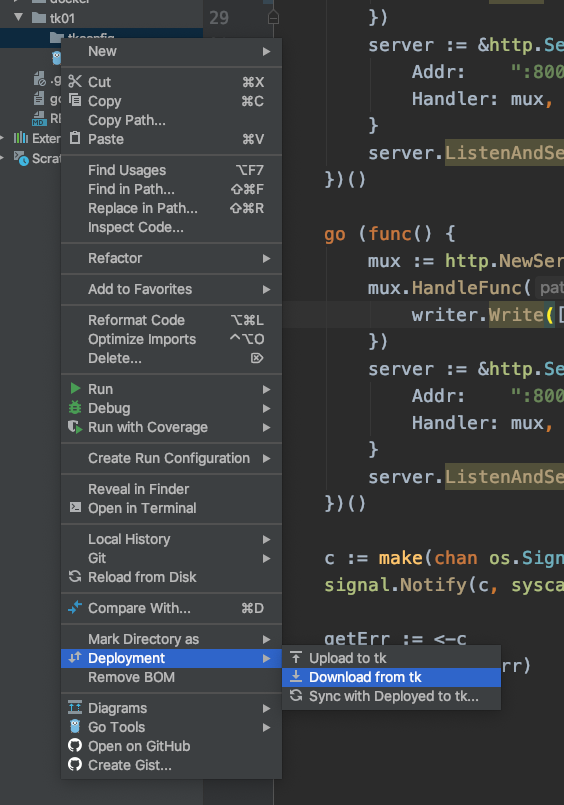 docker
tk01
tkconfig
Exter
Scrat
New
Cut ⌘X
Copy ⌘C
Copy Path...
Paste ⌘V
Find Usages ⌥F7
Find in Path... ⇧⌘F
Replace in Path... ⇧⌘R
Inspect Code...
Refactor
Add to Favorites
Reformat Code ⌥⌘L
Optimize Imports ^⌥O
Delete... ⌦
Run
Debug
Run with Coverage
Create Run Configuration
Reveal in Finder
Open in Terminal
Local History
Git
Reload from Disk
Compare With... ⌘D
Mark Directory as
Deployment
Remove BOM
Diagrams
Go Tools
Open on GitHub
Create Gist...
Upload to tk
Download from tk
Sync with Deployed to tk...
29
})
server := &http.Se
Addr: ":800
Handler: mux,
}
server.ListenAndSe
})()
go (func() {
mux := http.NewSer
mux.HandleFunc( pat
writer.Write([
})
server := &http.Se
Addr: ":800
Handler: mux,
}
server.ListenAndSe
})()
c := make(chan os.Sign
signal.Notify(c, sysca
getErr := <-c
rr)